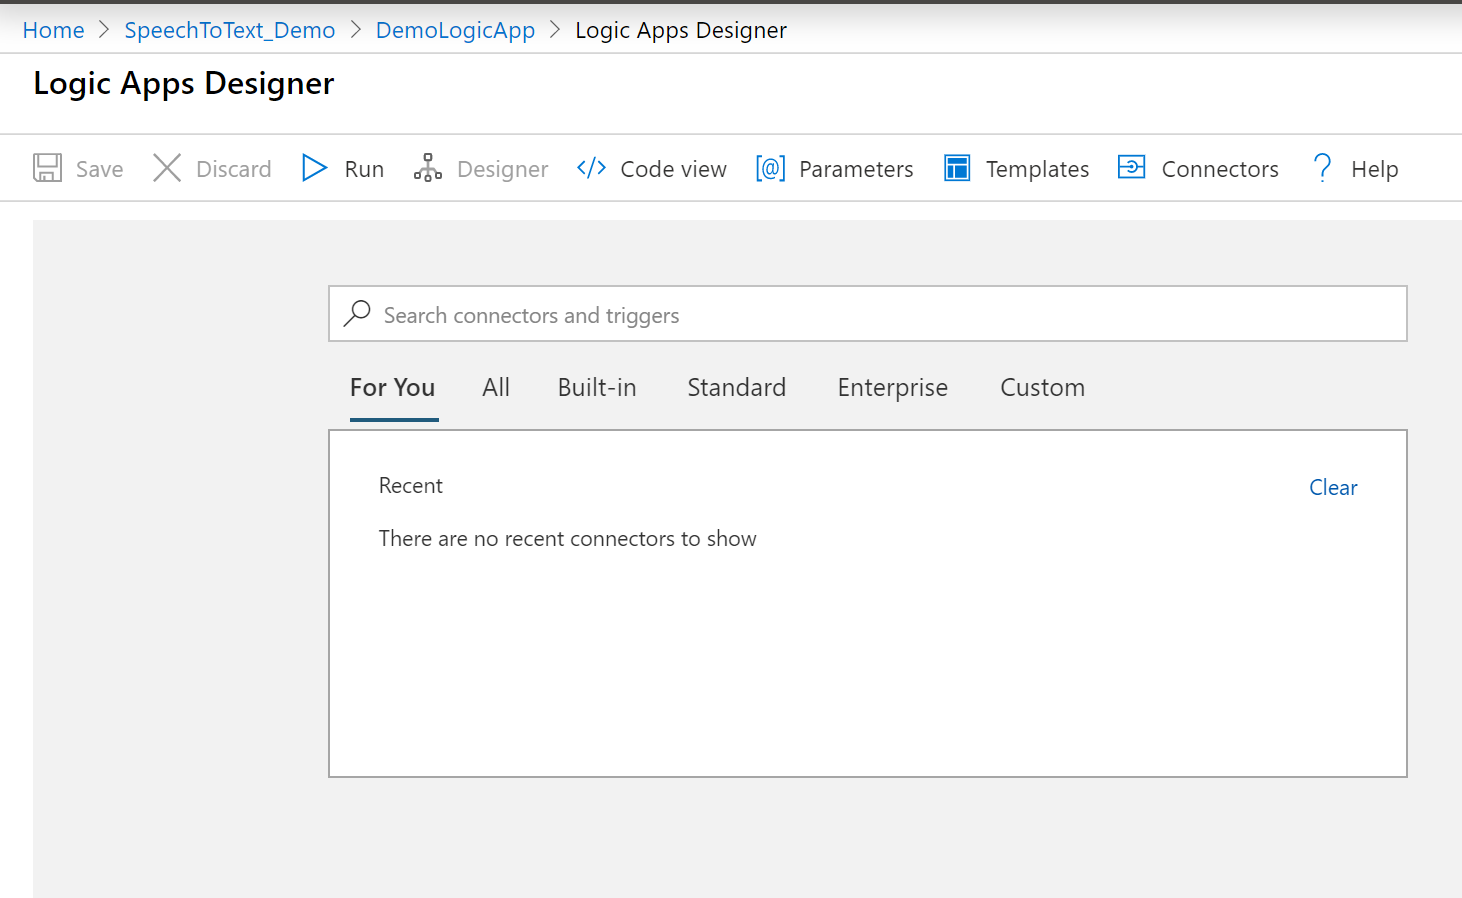 Home > SpeechToText_Demo > DemoLogicApp > Logic Apps Designer
Logic Apps Designer
Save Discard Run Designer </> Code view [@] Parameters Templates Connectors ? Help
Search connectors and triggers
For You All Built-in Standard Enterprise Custom
Recent Clear
There are no recent connectors to show